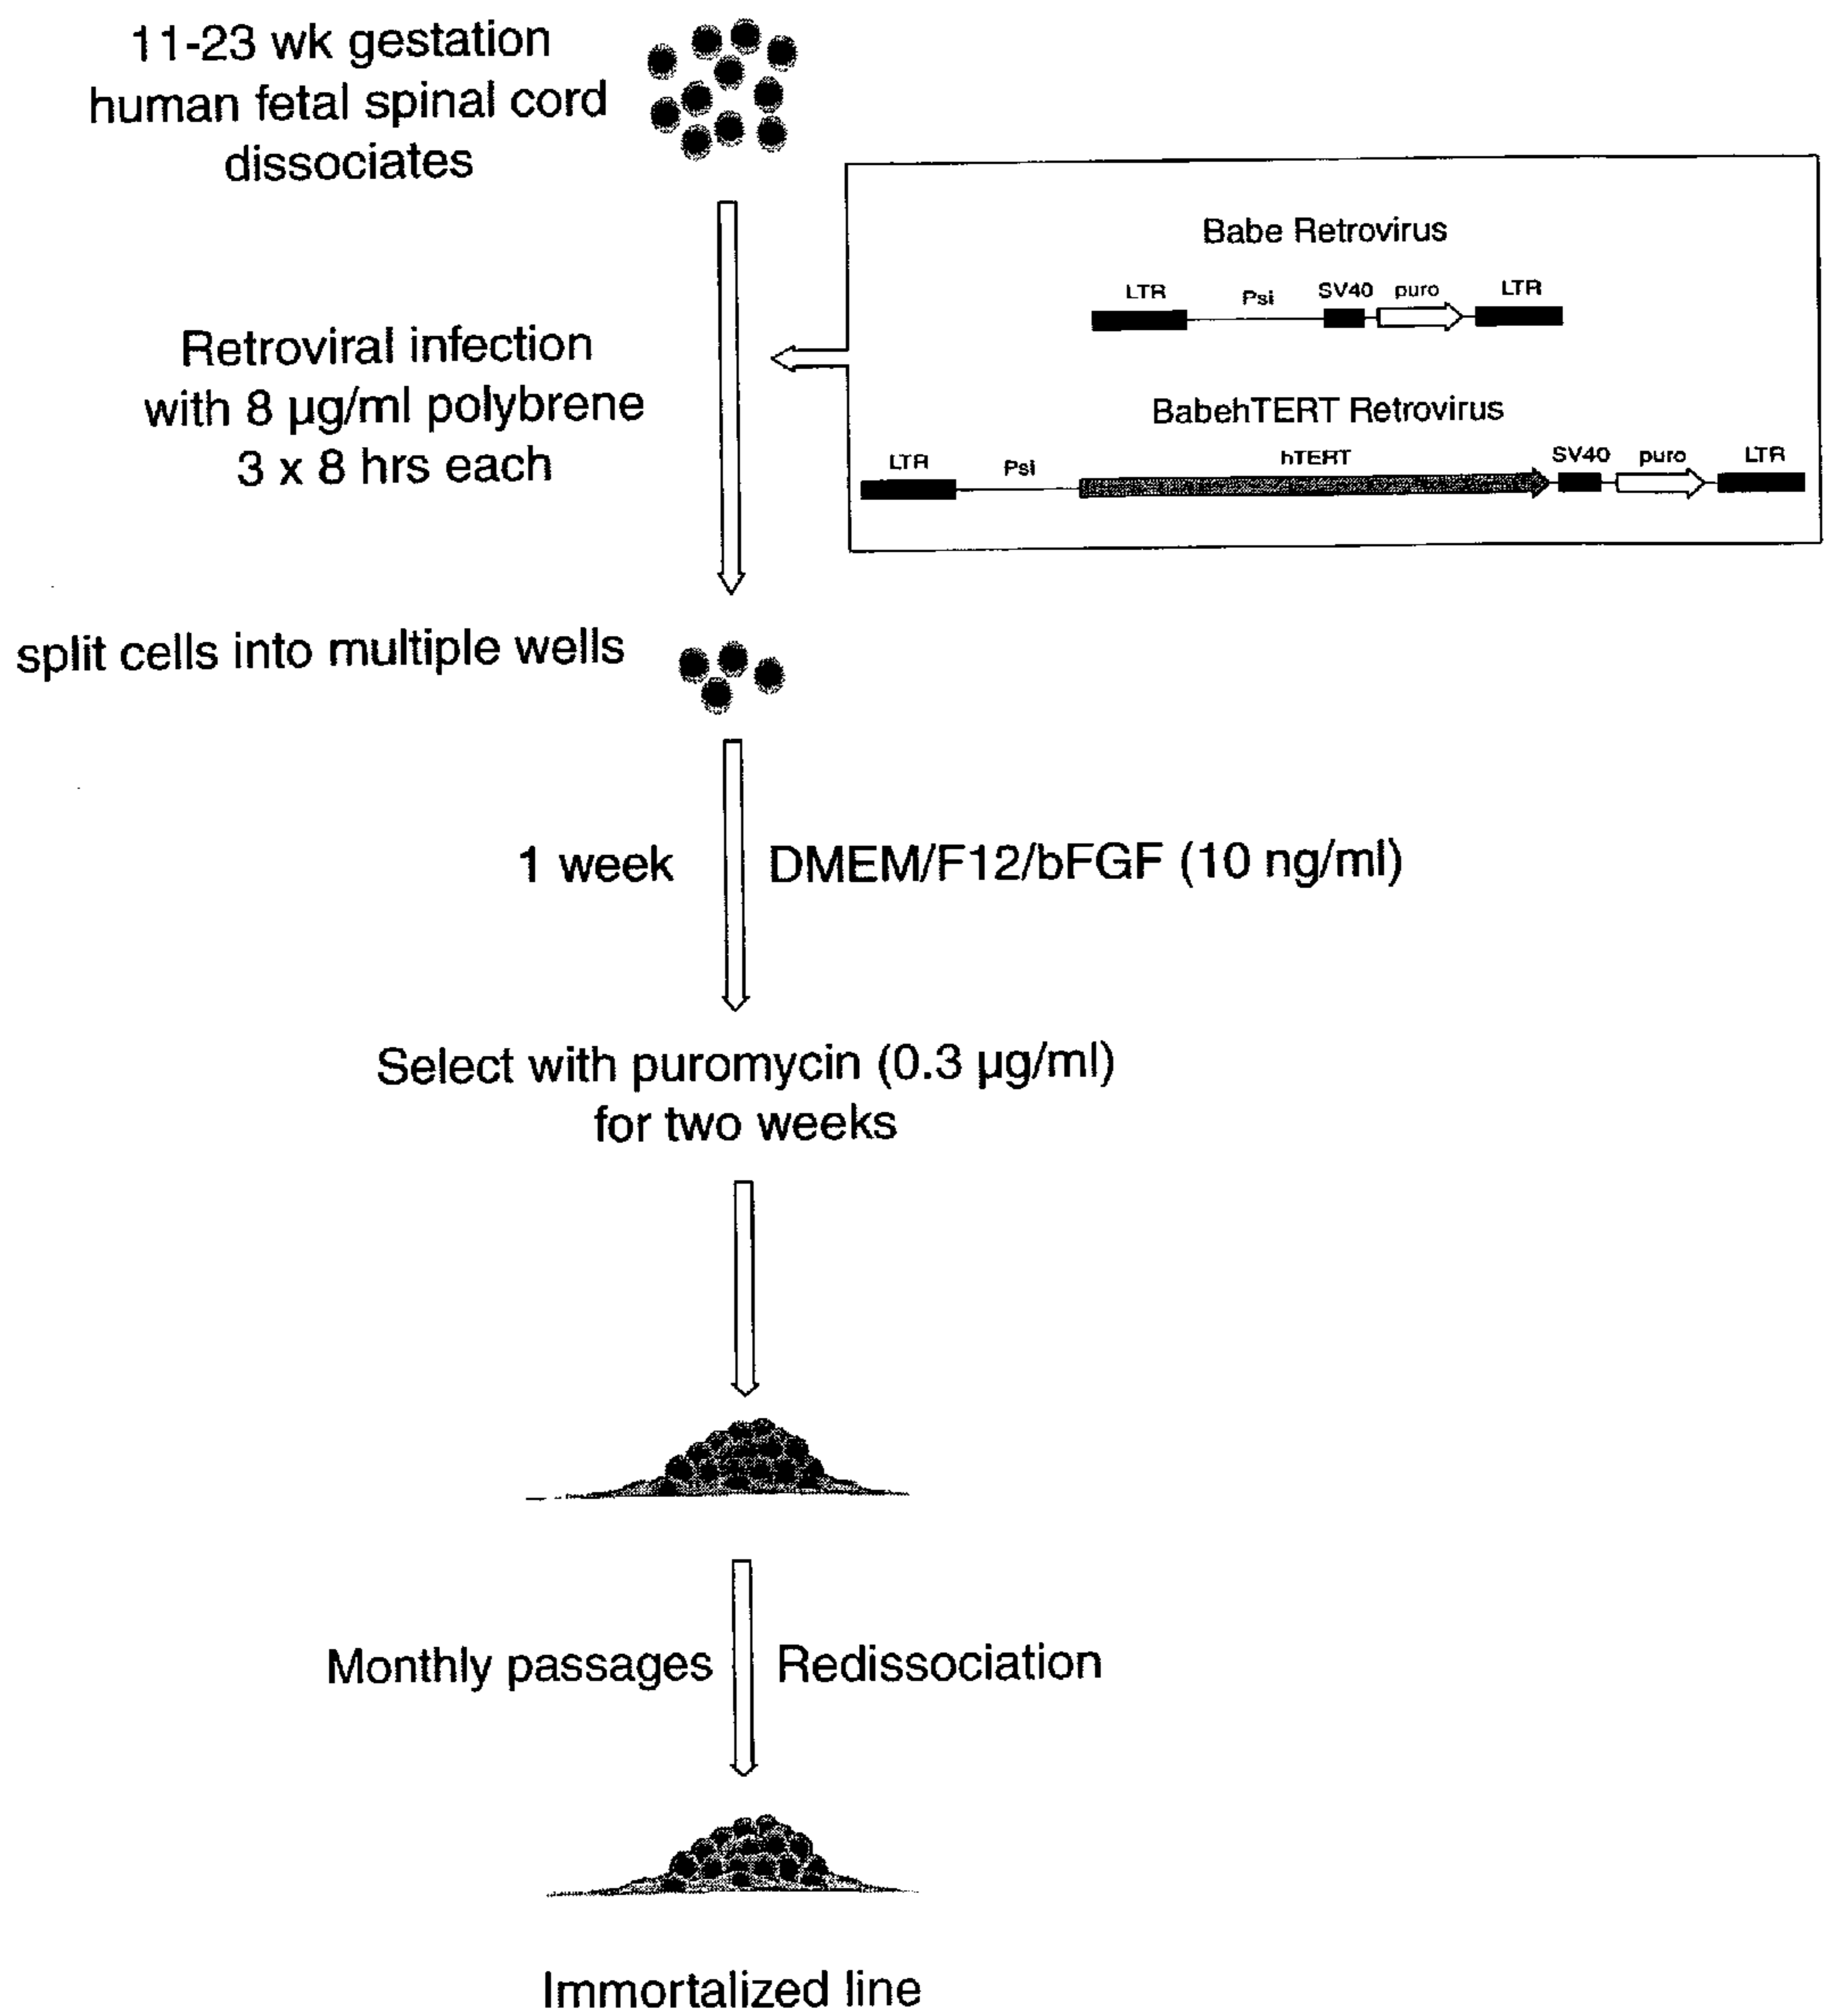 11-23 wk gestation
human fetal spinal cord
dissociates
Babe Retrovirus
LTR Psi SV40 puro LTR
Retroviral infection
with 8 µg/ml polybrene
3 x 8 hrs each
BabehTERT Retrovirus
LTR Psi hTERT SV40 puro LTR
split cells into multiple wells
1 week DMEM/F12/bFGF (10 ng/ml)
Select with puromycin (0.3 µg/ml)
for two weeks
Monthly passages Redissociation
Immortalized line